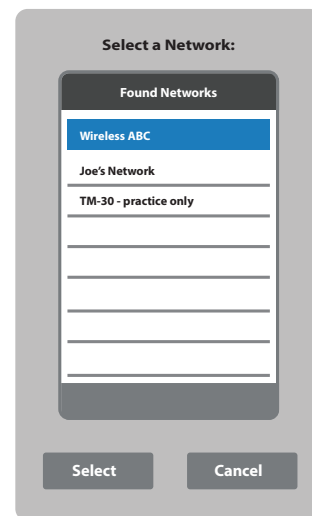 Select a Network:
Found Networks
Wireless ABC
Joe’s Network
TM-30 - practice only
Select Cancel